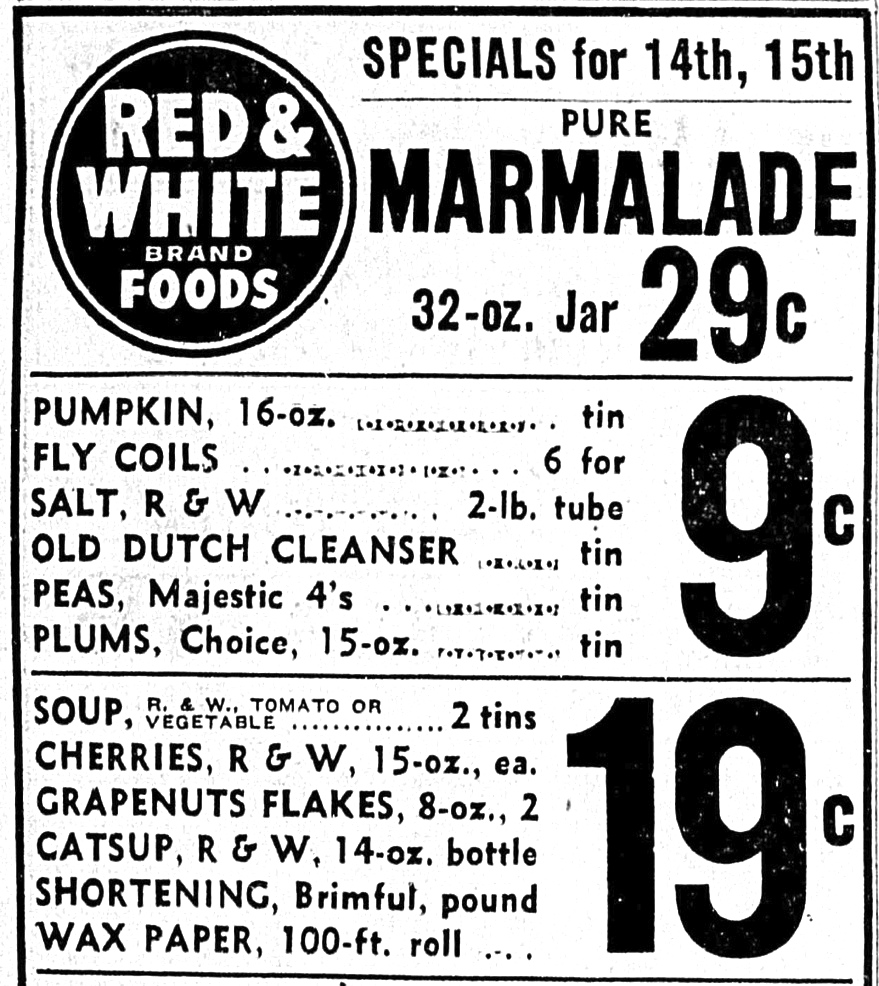 RED &
WHITE
BRAND
FOODS
SPECIALS for 14th, 15th
PURE
MARMALADE
32-oz. Jar 29c
PUMPKIN, 16-oz. .................... tin
FLY COILS .................... 6 for
SALT, R & W .............. 2-lb. tube
OLD DUTCH CLEANSER ........ tin
PEAS, Majestic 4's .............. tin
PLUMS, Choice, 15-oz. ............ tin
9c
SOUP, R. & W., TOMATO OR
VEGETABLE ............... 2 tins
CHERRIES, R & W, 15-oz., ea.
GRAPENUTS FLAKES, 8-oz., 2
CATSUP, R & W, 14-oz. bottle
SHORTENING, Brimful, pound
WAX PAPER, 100-ft. roll ....
19c